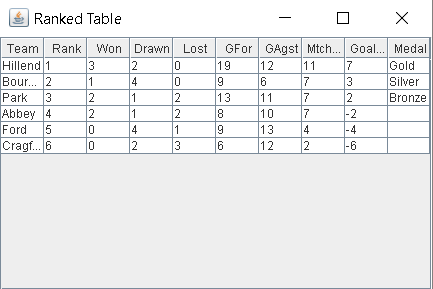 Ranked Table
Team Rank Won Drawn Lost GFor GAgst Mtch... Goal... Medal
Hillend 1 3 2 0 19 12 11 7 Gold
Bour... 2 1 4 0 9 6 7 3 Silver
Park 3 2 1 2 13 11 7 2 Bronze
Abbey 4 2 1 2 8 10 7 -2
Ford 5 0 4 1 9 13 4 -4
Cragf... 6 0 2 3 6 12 2 -6